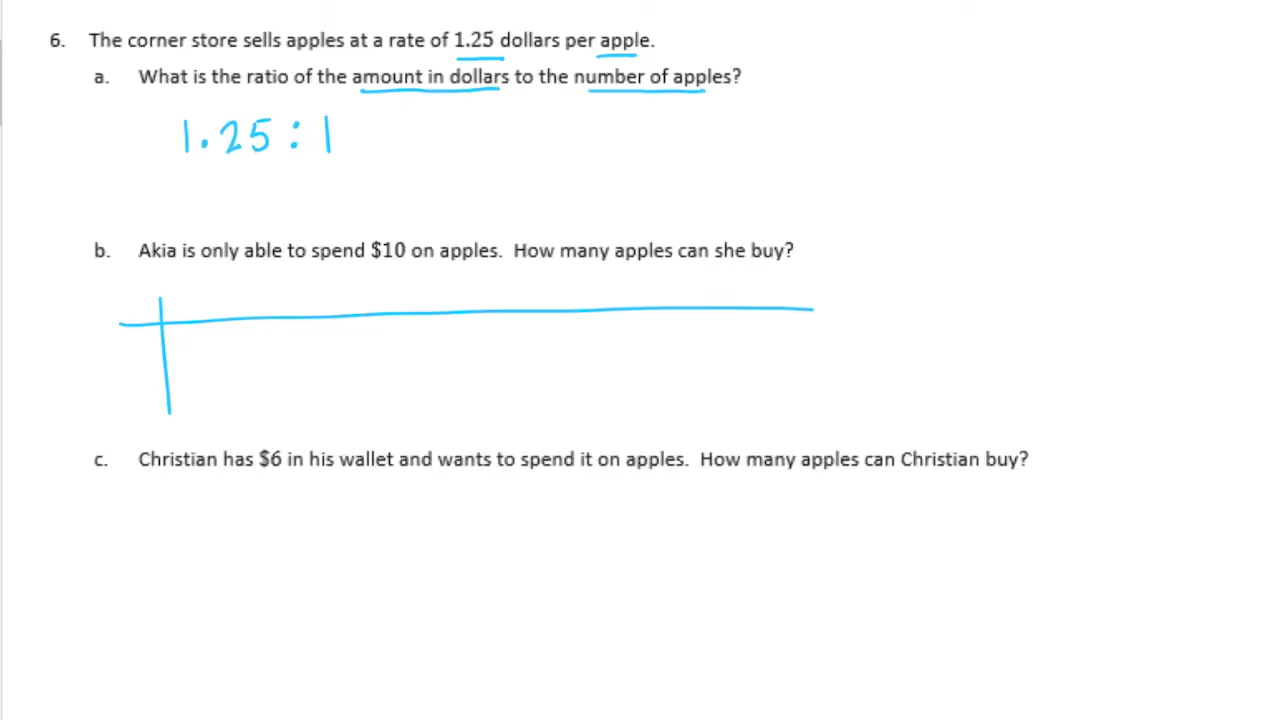 6. The corner store sells apples at a rate of 1.25 dollars per apple.
a. What is the ratio of the amount in dollars to the number of apples?
1.25 : 1
b. Akia is only able to spend $10 on apples. How many apples can she buy?
c. Christian has $6 in his wallet and wants to spend it on apples. How many apples can Christian buy?